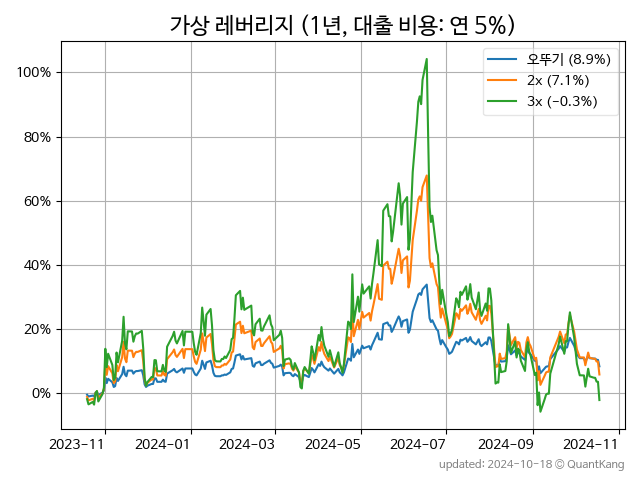 가상 레버리지 (1년, 대출 비용: 연 5%)
오뚜기 (8.9%)
2x (7.1%)
3x (−0.3%)
100%
80%
60%
40%
20%
0%
2023-11 2024-01 2024-03 2024-05 2024-07 2024-09 2024-11
updated: 2024-10-18 © QuantKang